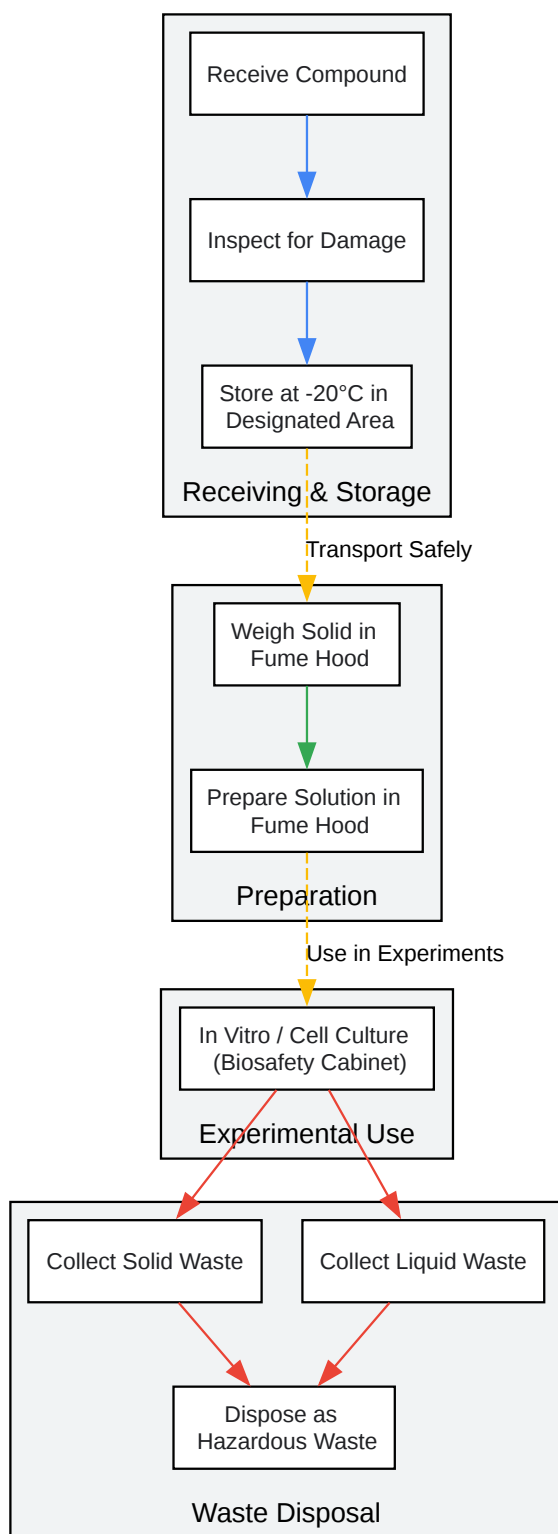 Receive Compound
Inspect for Damage
Store at -20°C in
Designated Area
Receiving & Storage
Transport Safely
Weigh Solid in
Fume Hood
Prepare Solution in
Fume Hood
Preparation
Use in Experiments
In Vitro / Cell Culture
(Biosafety Cabinet)
Experimental Use
Collect Solid Waste
Collect Liquid Waste
Dispose as
Hazardous Waste
Waste Disposal